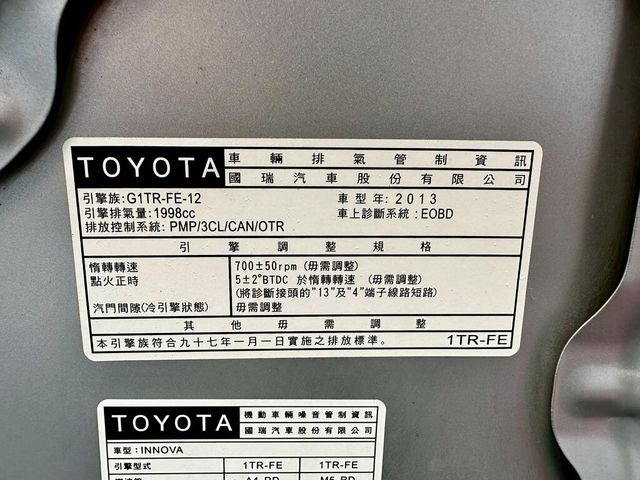 TOYOTA 車輛排氣管制資訊
國瑞汽車股份有限公司
引擎族:G1TR-FE-12 車型年:2013
引擎排氣量:1998cc 車上診斷系統:EOBD
排放控制系統:PMP/3CL/CAN/OTR
引擎調整規格
惰轉轉速 700±50rpm (毋需調整)
點火正時 5±2°BTDC 於惰轉轉速 (毋需調整)
(將診斷接頭的"13"及"4"端子線路短路)
汽門間隙(冷引擎狀態) 毋需調整
其他毋需調整
本引擎族符合九十七年一月一日實施之排放標準。 1TR-FE
TOYOTA 機動車輛噪音管制資訊
國瑞汽車股份有限公司
車型:INNOVA
引擎型式 1TR-FE 1TR-FE